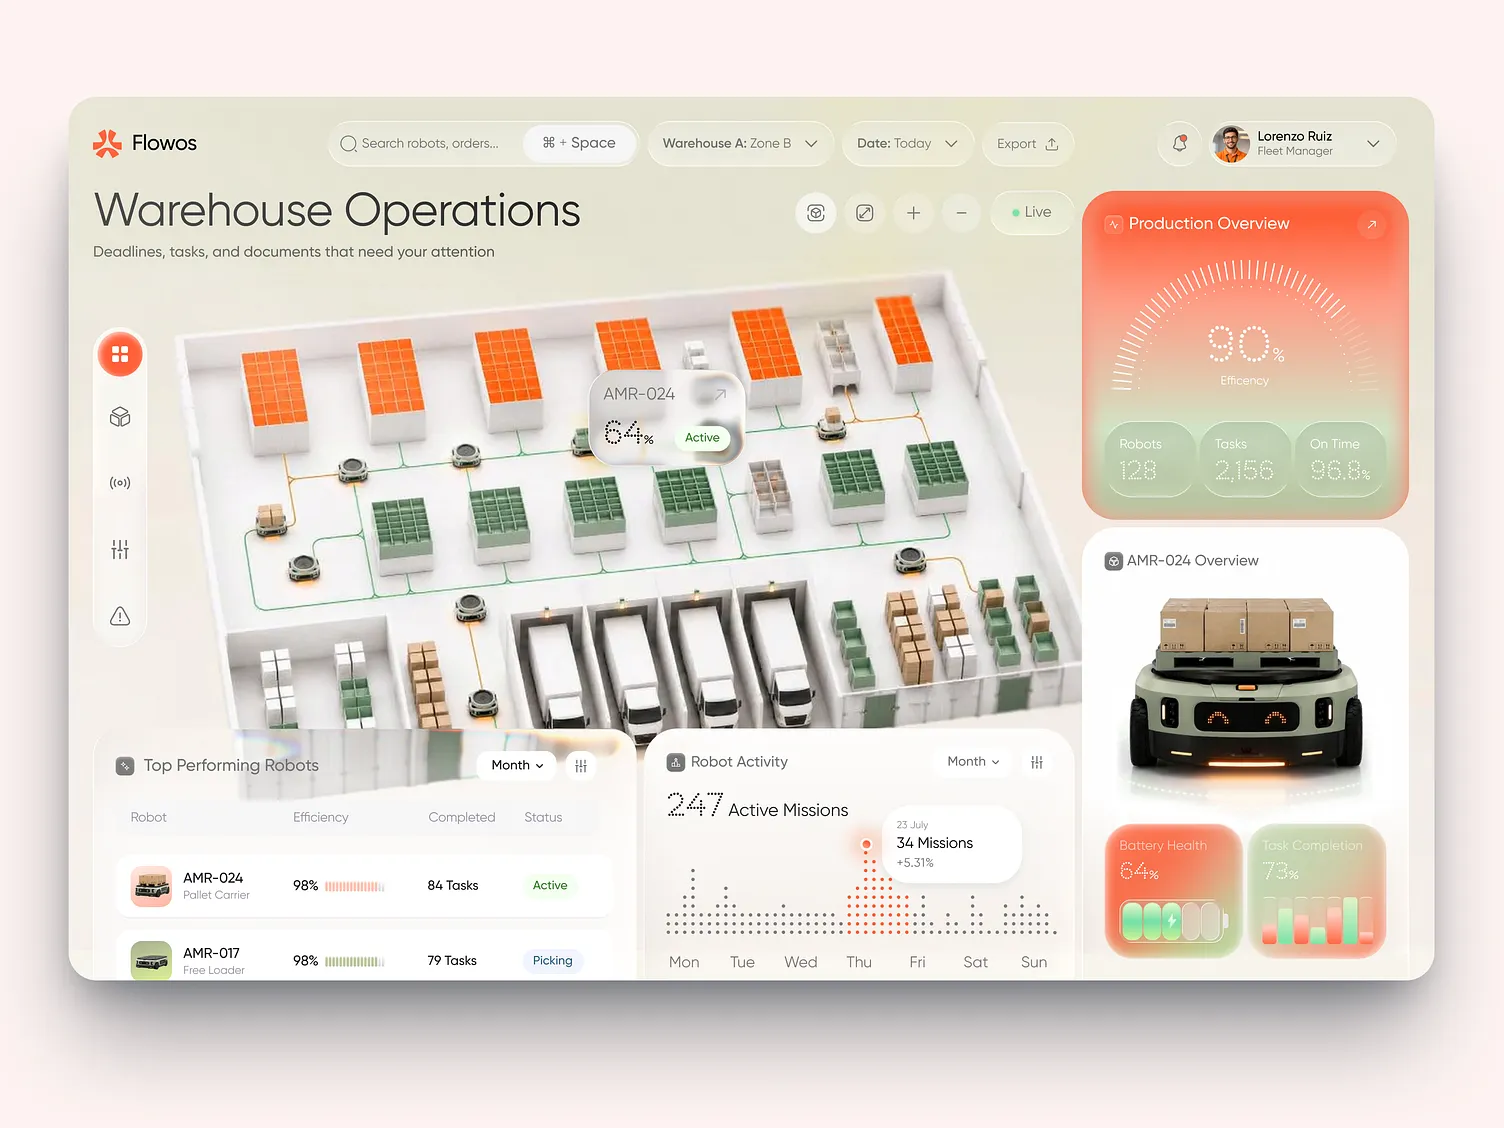 Flowos
Search robots, orders...
⌘ + Space
Warehouse A: Zone B
Date: Today
Export
Lorenzo Ruiz
Fleet Manager
Warehouse Operations
Deadlines, tasks, and documents that need your attention
Live
AMR-024
64%
Active
Production Overview
90%
Efficency
Robots
128
Tasks
2,156
On Time
96.8%
AMR-024 Overview
Battery Health
64%
Task Completion
73%
Top Performing Robots
Month
Robot
Efficiency
Completed
Status
AMR-024
Pallet Carrier
98%
84 Tasks
Active
AMR-017
Free Loader
98%
79 Tasks
Picking
Robot Activity
Month
247 Active Missions
23 July
34 Missions
+5.31%
Mon
Tue
Wed
Thu
Fri
Sat
Sun